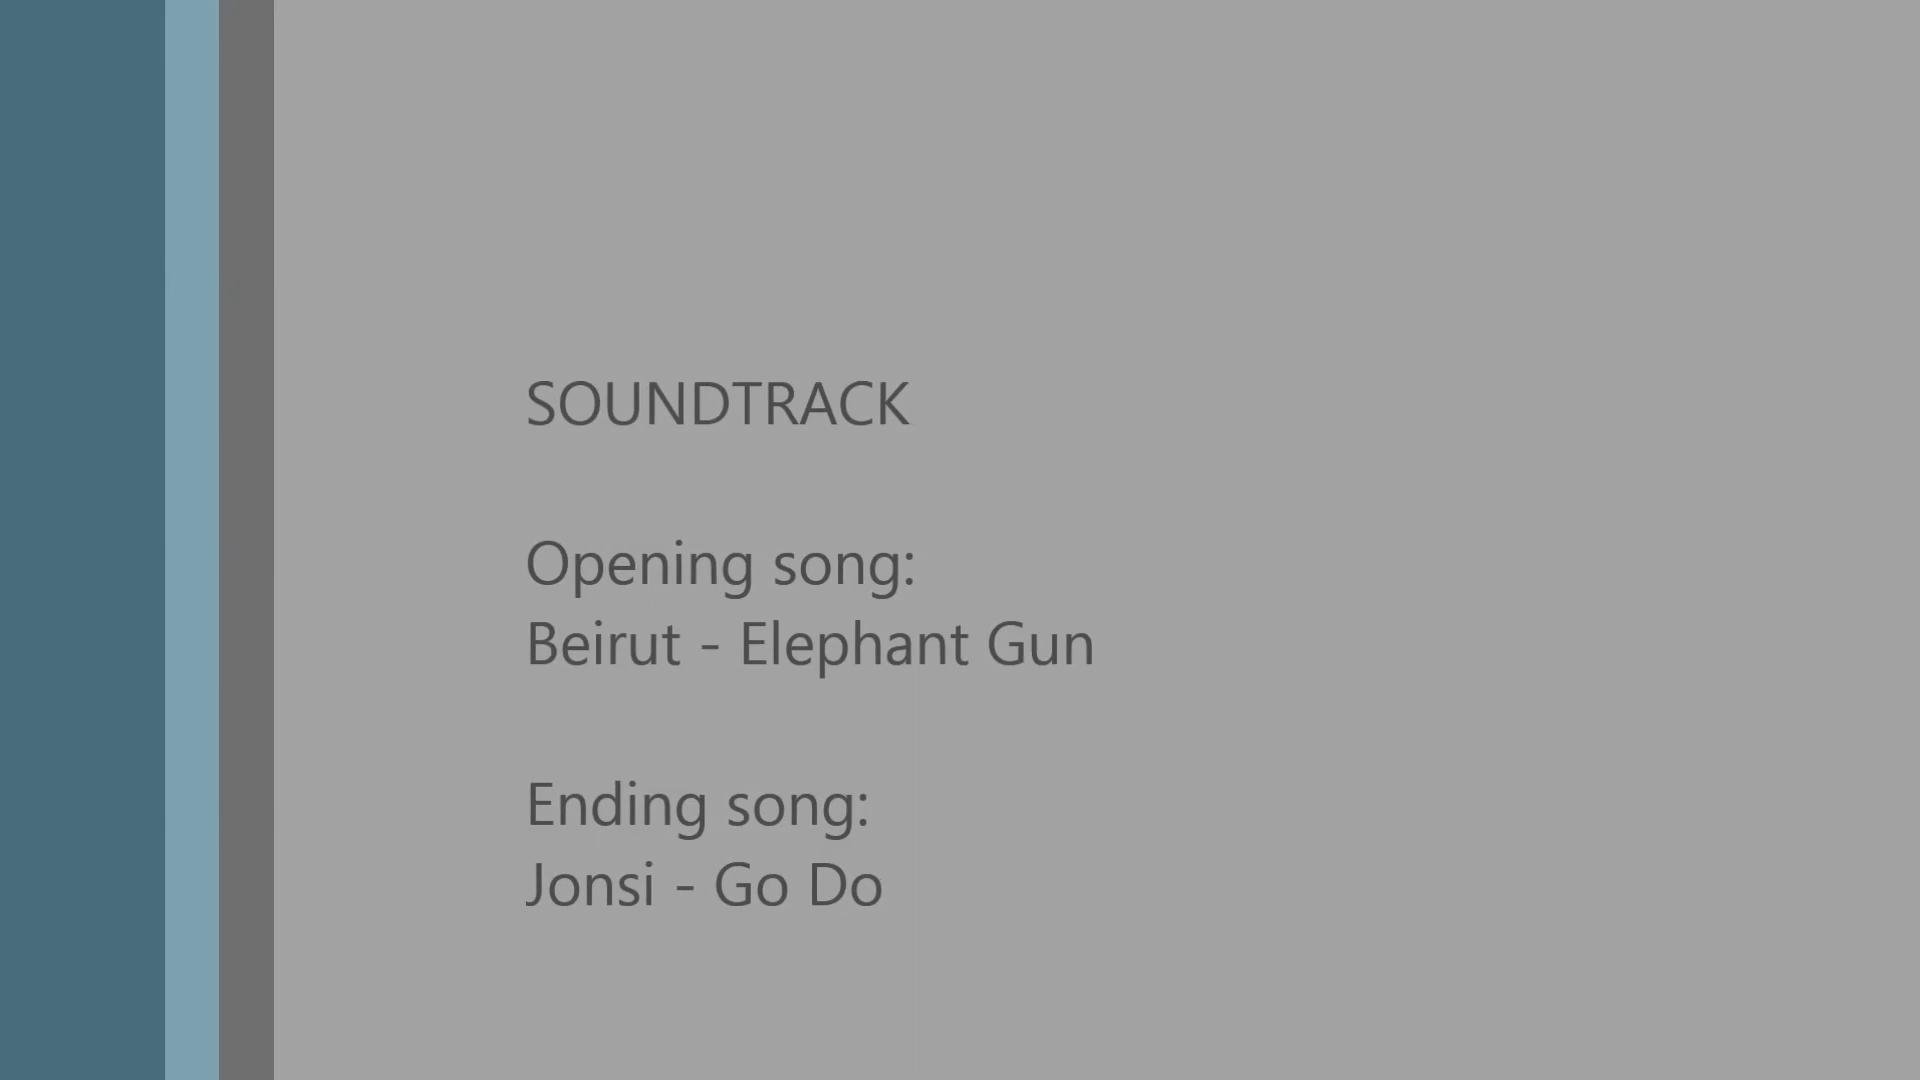 SOUNDTRACK
Opening song:
Beirut - Elephant Gun
Ending song:
Jonsi - Go Do